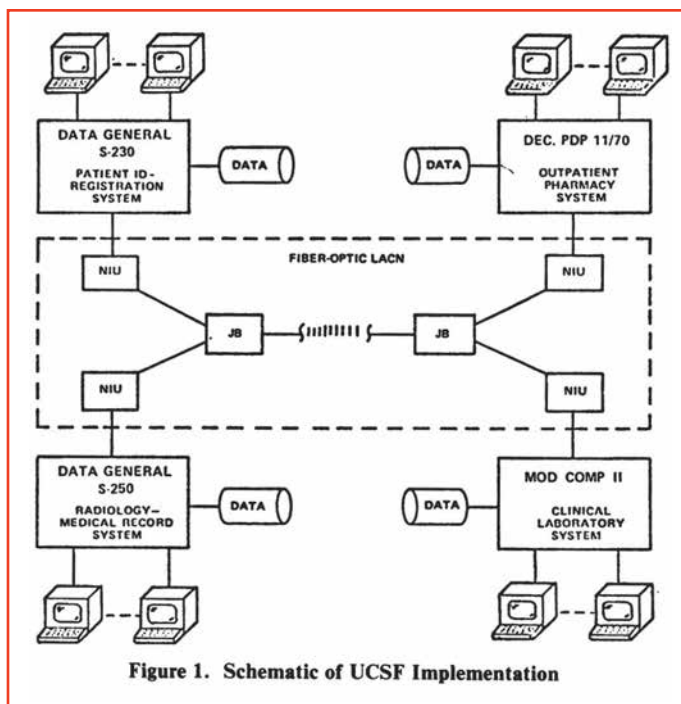 DATA GENERAL
S-230
PATIENT ID-
REGISTRATION
SYSTEM
DATA
DEC. PDP 11/70
OUTPATIENT
PHARMACY
SYSTEM
DATA
FIBER-OPTIC LACN
NIU
NIU
JB
JB
NIU
NIU
DATA GENERAL
S-250
RADIOLOGY-
MEDICAL RECORD
SYSTEM
DATA
MOD COMP II
CLINICAL
LABORATORY
SYSTEM
DATA
Figure 1. Schematic of UCSF Implementation